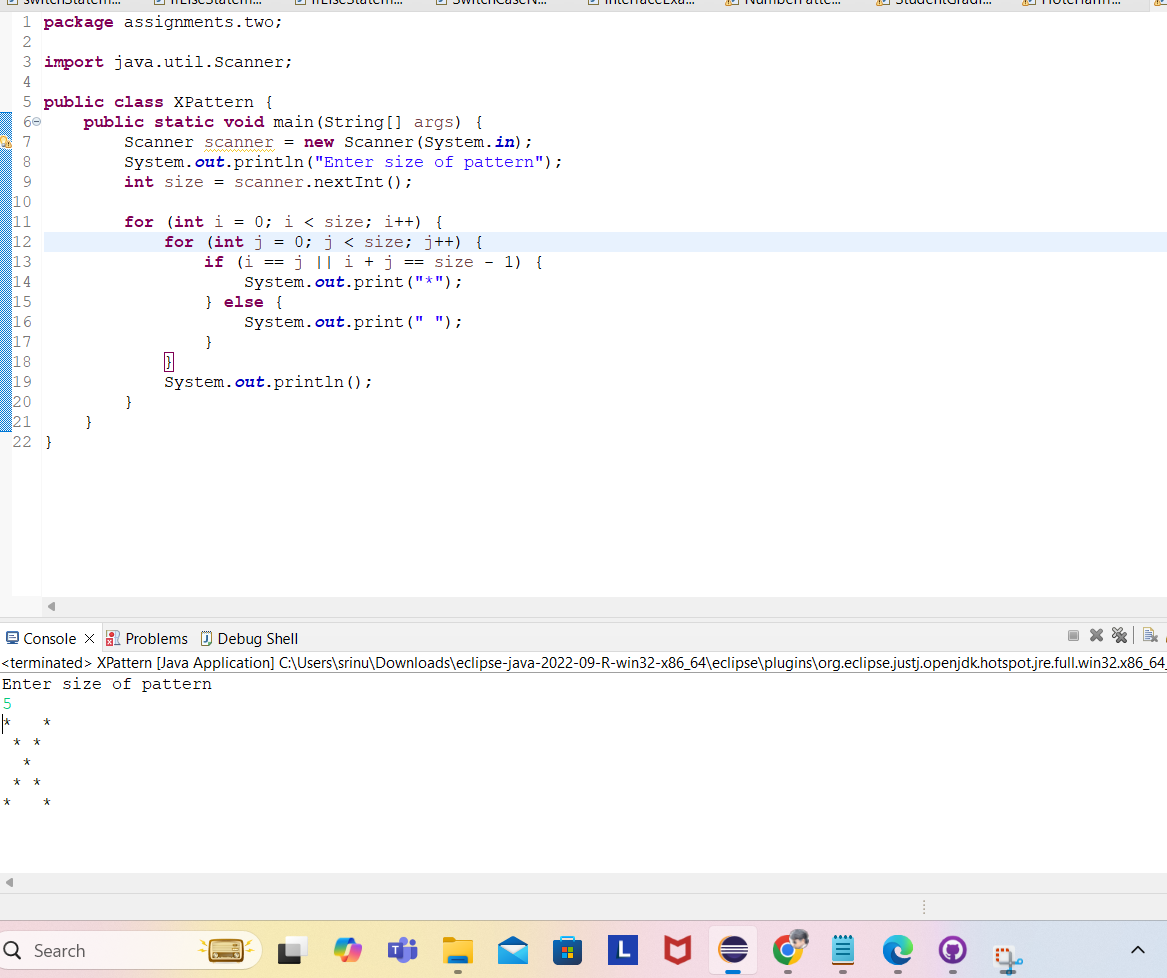 package assignments.two;
import java.util.Scanner;
public class XPattern {
public static void main(String[] args) {
Scanner scanner = new Scanner(System.in);
System.out.println("Enter size of pattern");
int size = scanner.nextInt();
for (int i = 0; i < size; i++) {
for (int j = 0; j < size; j++) {
if (i == j || i + j == size - 1) {
System.out.print("*");
} else {
System.out.print(" ");
}
}
System.out.println();
}
}
}
1
2
3
4
5
6
7
8
9
10
11
12
13
14
15
16
17
18
19
20
21
22
Console Problems Debug Shell
<terminated> XPattern [Java Application] C:\Users\srinu\Downloads\eclipse-java-2022-09-R-win32-x86_64\eclipse\plugins\org.eclipse.justj.openjdk.hotspot.jre.full.win32.x86_64_
Enter size of pattern
5
*   *
 * *
  *
 * *
*   *
Search
L